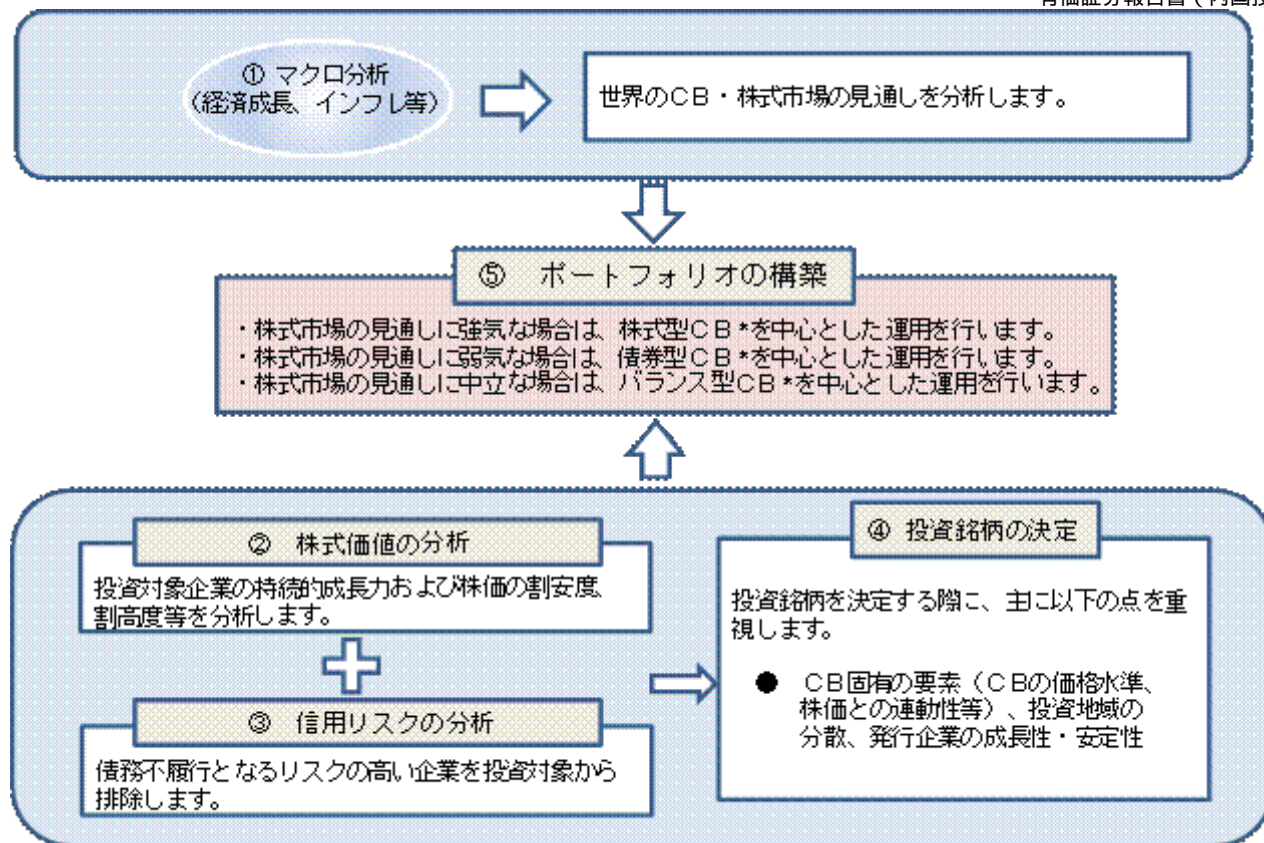 ① マクロ分析
(経済成長、インフレ等)
世界のCB・株式市場の見通しを分析します。
⑤ ポートフォリオの構築
・株式市場の見通しに強気な場合は、株式型CB*を中心とした運用を行います。
・株式市場の見通しに弱気な場合は、債券型CB*を中心とした運用を行います。
・株式市場の見通しに中立な場合は、バランス型CB*を中心とした運用を行います。
② 株式価値の分析
投資対象企業の持続的成長力および株価の割安度、
割高度等を分析します。
③ 信用リスクの分析
債務不履行となるリスクの高い企業を投資対象から
排除します。
④ 投資銘柄の決定
投資銘柄を決定する際に、主に以下の点を重
視します。
● CB固有の要素(CBの価格水準、
株価との連動性等)、投資地域の
分散、発行企業の成長性・安定性